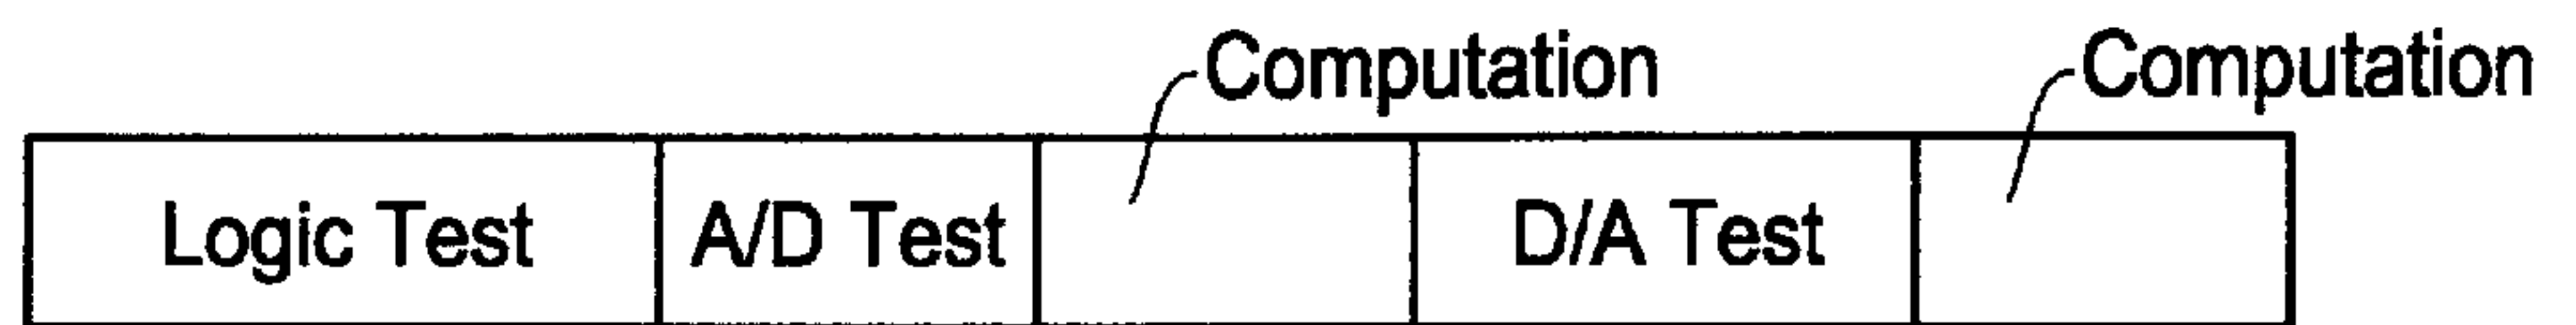 Computation Computation
Logic Test A/D Test D/A Test